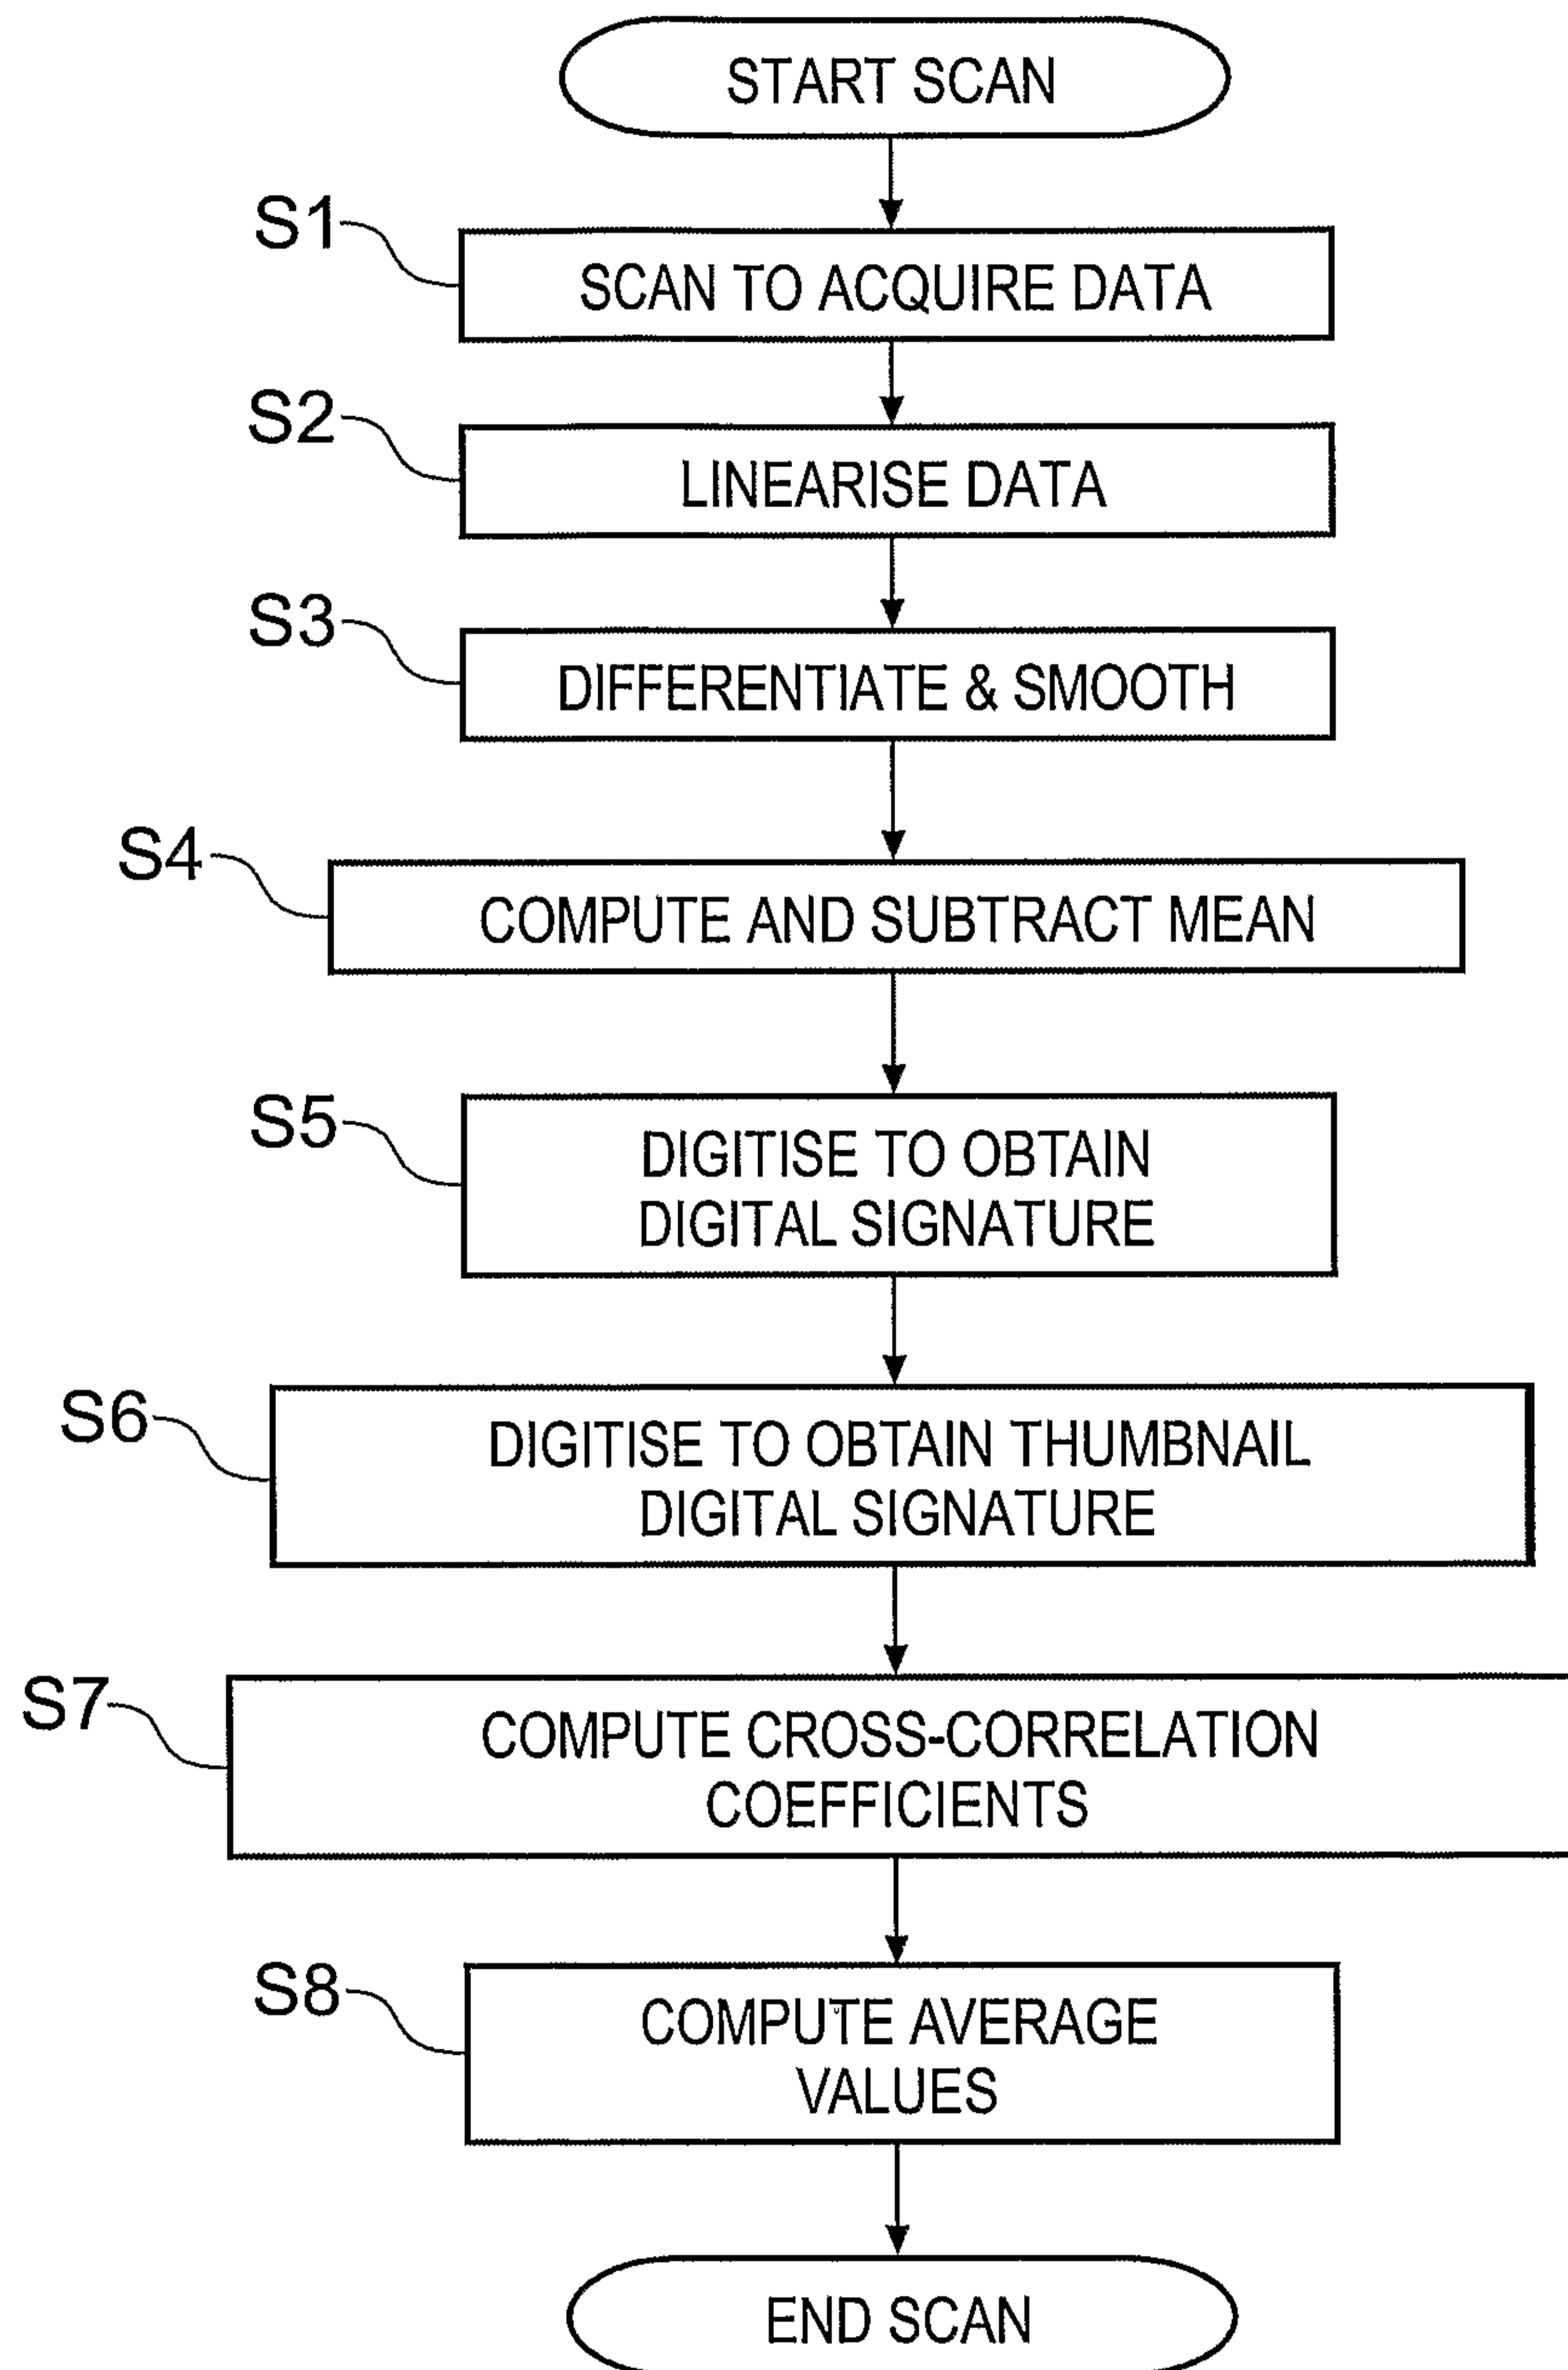 START SCAN
S1
SCAN TO ACQUIRE DATA
S2
LINEARISE DATA
S3
DIFFERENTIATE & SMOOTH
S4
COMPUTE AND SUBTRACT MEAN
S5
DIGITISE TO OBTAIN
DIGITAL SIGNATURE
S6
DIGITISE TO OBTAIN THUMBNAIL
DIGITAL SIGNATURE
S7
COMPUTE CROSS-CORRELATION
COEFFICIENTS
S8
COMPUTE AVERAGE
VALUES
END SCAN